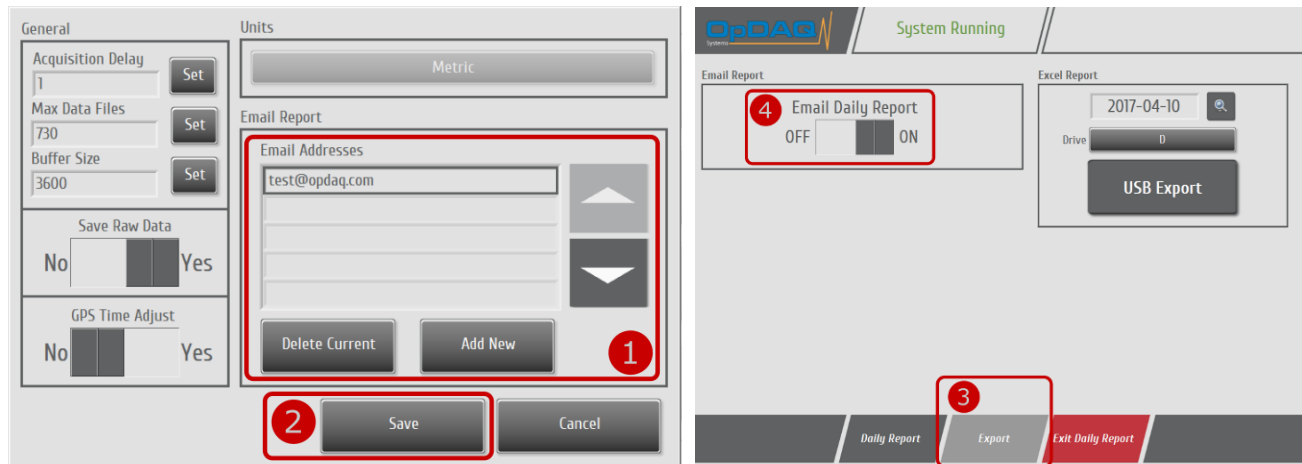 General
Acquisition Delay
1
Set
Max Data Files
730
Set
Buffer Size
3600
Set
Save Raw Data
No
Yes
GPS Time Adjust
No
Yes
Units
Metric
Email Report
Email Addresses
test@opdaq.com
Delete Current
Add New
1
2
Save
Cancel
OpDAQ
Systems
System Running
Email Report
4
Email Daily Report
OFF
ON
Excel Report
2017-04-10
Drive
D
USB Export
3
Daily Report
Export
Exit Daily Report